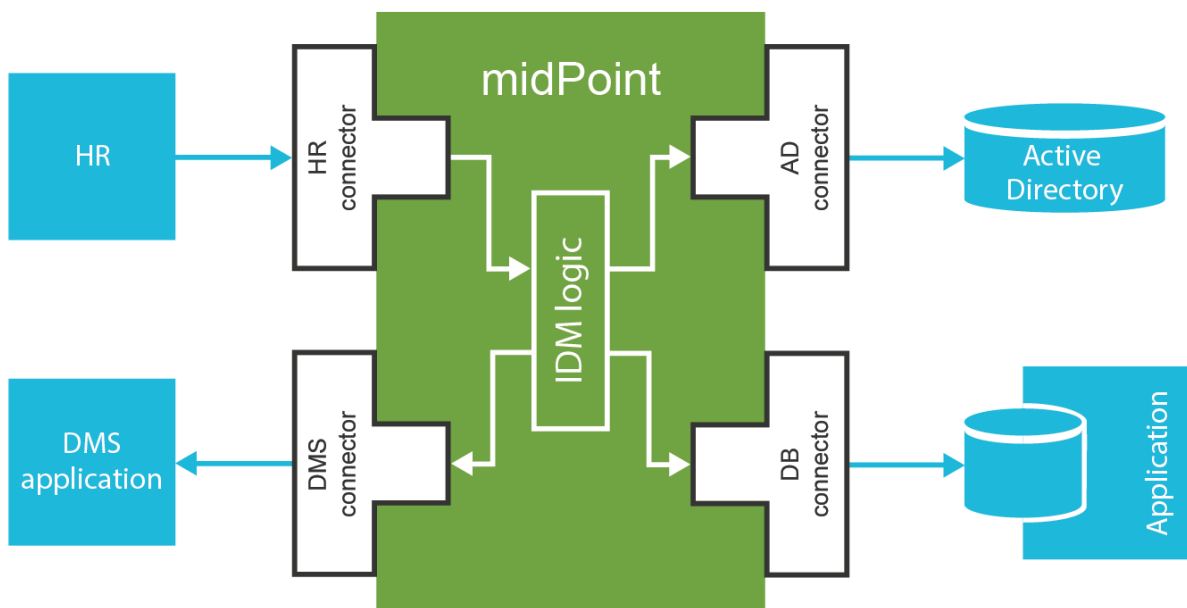 midPoint
HR
HR
connector
IDM logic
AD
connector
Active
Directory
DMS
application
DMS
connector
DB
connector
Application